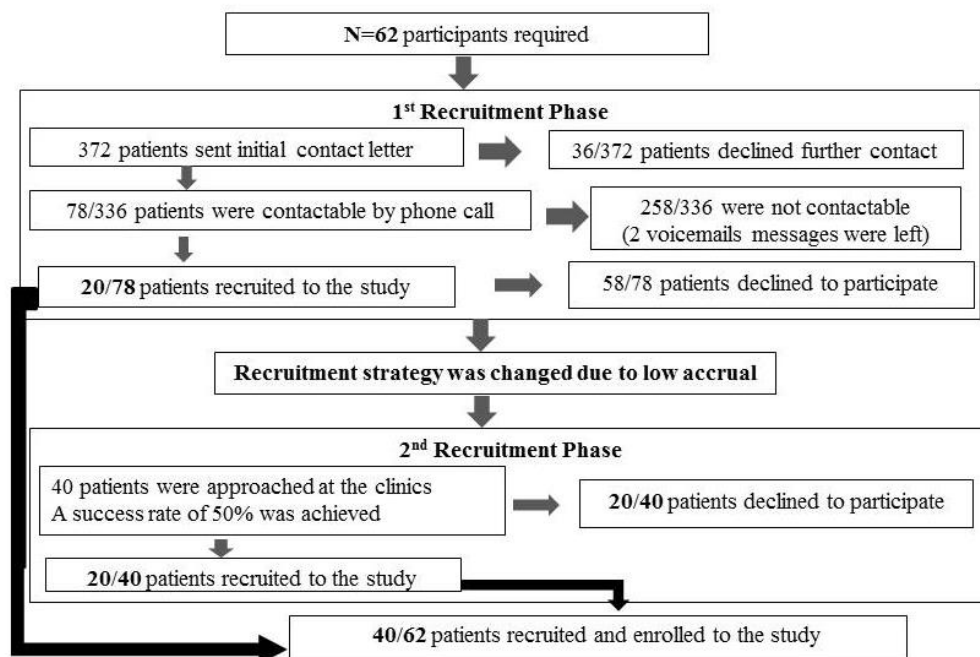 N=62 participants required
1st Recruitment Phase
372 patients sent initial contact letter
36/372 patients declined further contact
78/336 patients were contactable by phone call
258/336 were not contactable
(2 voicemails messages were left)
20/78 patients recruited to the study
58/78 patients declined to participate
Recruitment strategy was changed due to low accrual
2nd Recruitment Phase
40 patients were approached at the clinics
A success rate of 50% was achieved
20/40 patients declined to participate
20/40 patients recruited to the study
40/62 patients recruited and enrolled to the study